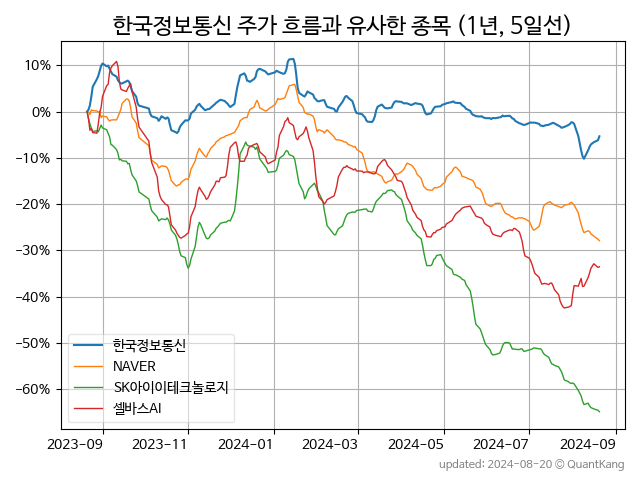 한국정보통신 주가 흐름과 유사한 종목 (1년, 5일선)
10%
0%
-10%
-20%
-30%
-40%
-50%
-60%
한국정보통신
NAVER
SK아이이테크놀로지
셀바스AI
2023-09 2023-11 2024-01 2024-03 2024-05 2024-07 2024-09
updated: 2024-08-20 © QuantKang